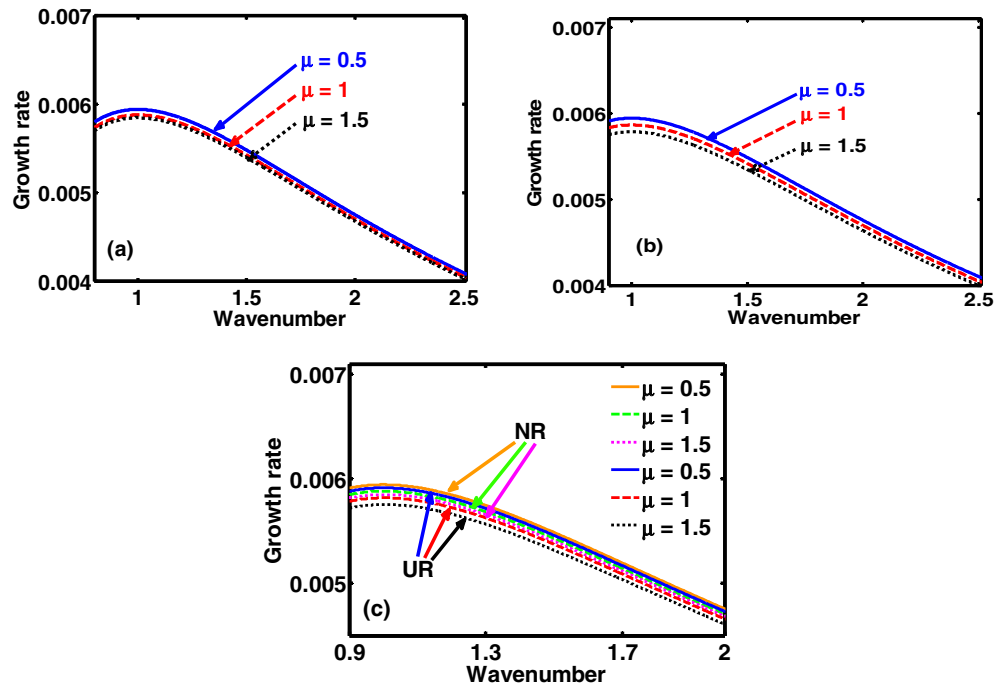 0.007
0.006
0.005
0.004
Growth rate
μ = 0.5
μ = 1
μ = 1.5
(a)
1
1.5
2
2.5
Wavenumber
0.007
0.006
0.005
0.004
Growth rate
μ = 0.5
μ = 1
μ = 1.5
(b)
1
1.5
2
2.5
Wavenumber
0.007
0.006
0.005
Growth rate
NR
UR
μ = 0.5
μ = 1
μ = 1.5
μ = 0.5
μ = 1
μ = 1.5
(c)
0.9
1.3
1.7
2
Wavenumber